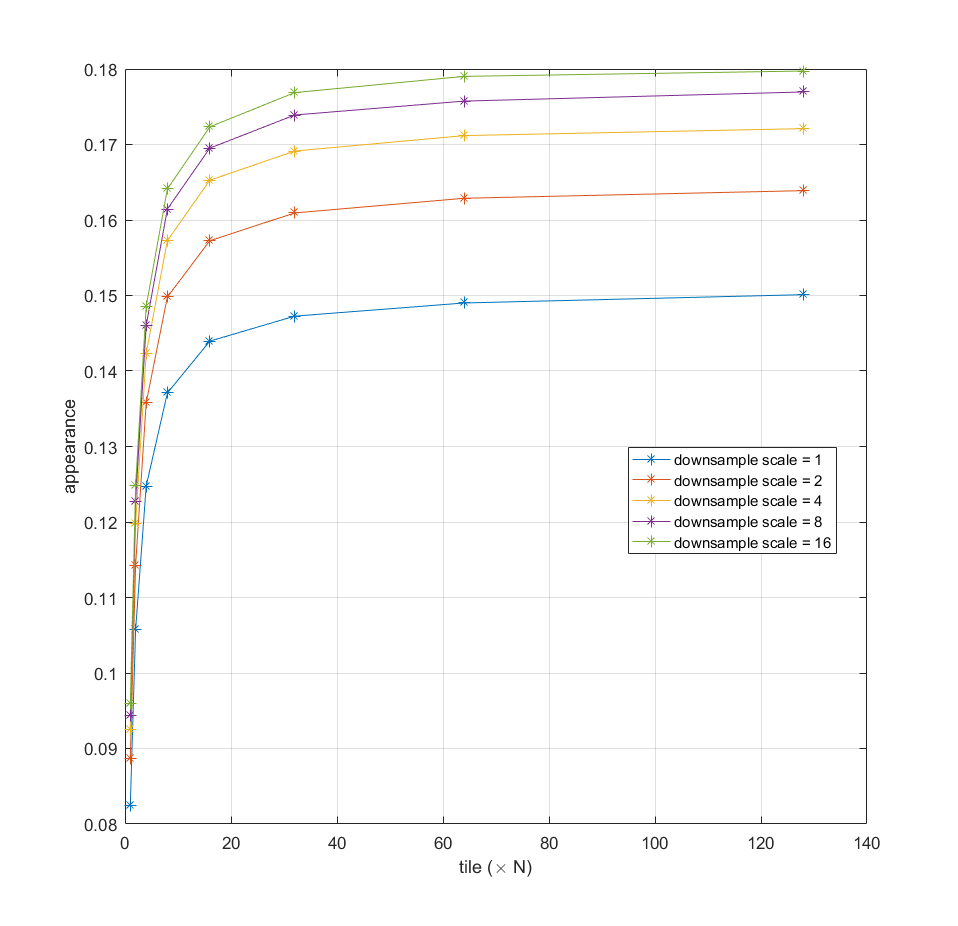 0.18
0.17
0.16
0.15
0.14
0.13
0.12
0.11
0.1
0.09
0.08
appearance
0 20 40 60 80 100 120 140
tile (× N)
downsample scale = 1
downsample scale = 2
downsample scale = 4
downsample scale = 8
downsample scale = 16